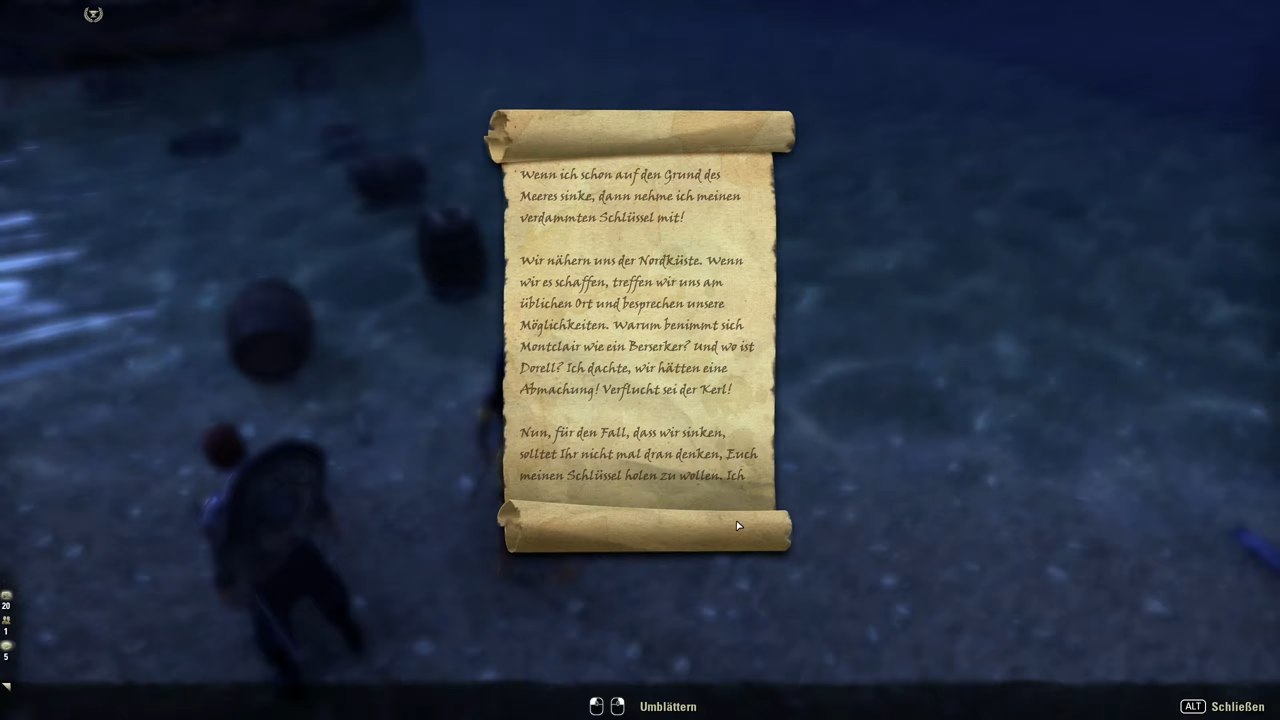 Wenn ich schon auf den Grund des
Meeres sinke, dann nehme ich meinen
verdammten Schlüssel mit!
Wir nähern uns der Nordküste. Wenn
wir es schaffen, treffen wir uns am
üblichen Ort und besprechen unsere
Möglichkeiten. Warum benimmt sich
Montclair wie ein Berserker? Und wo ist
Dorell? Ich dachte, wir hätten eine
Abmachung! Verflucht sei der Kerl!
Nun, für den Fall, dass wir sinken,
solltet Ihr nicht mal dran denken, Euch
meinen Schlüssel holen zu wollen. Ich
20
1
5
Umblättern
ALT Schließen